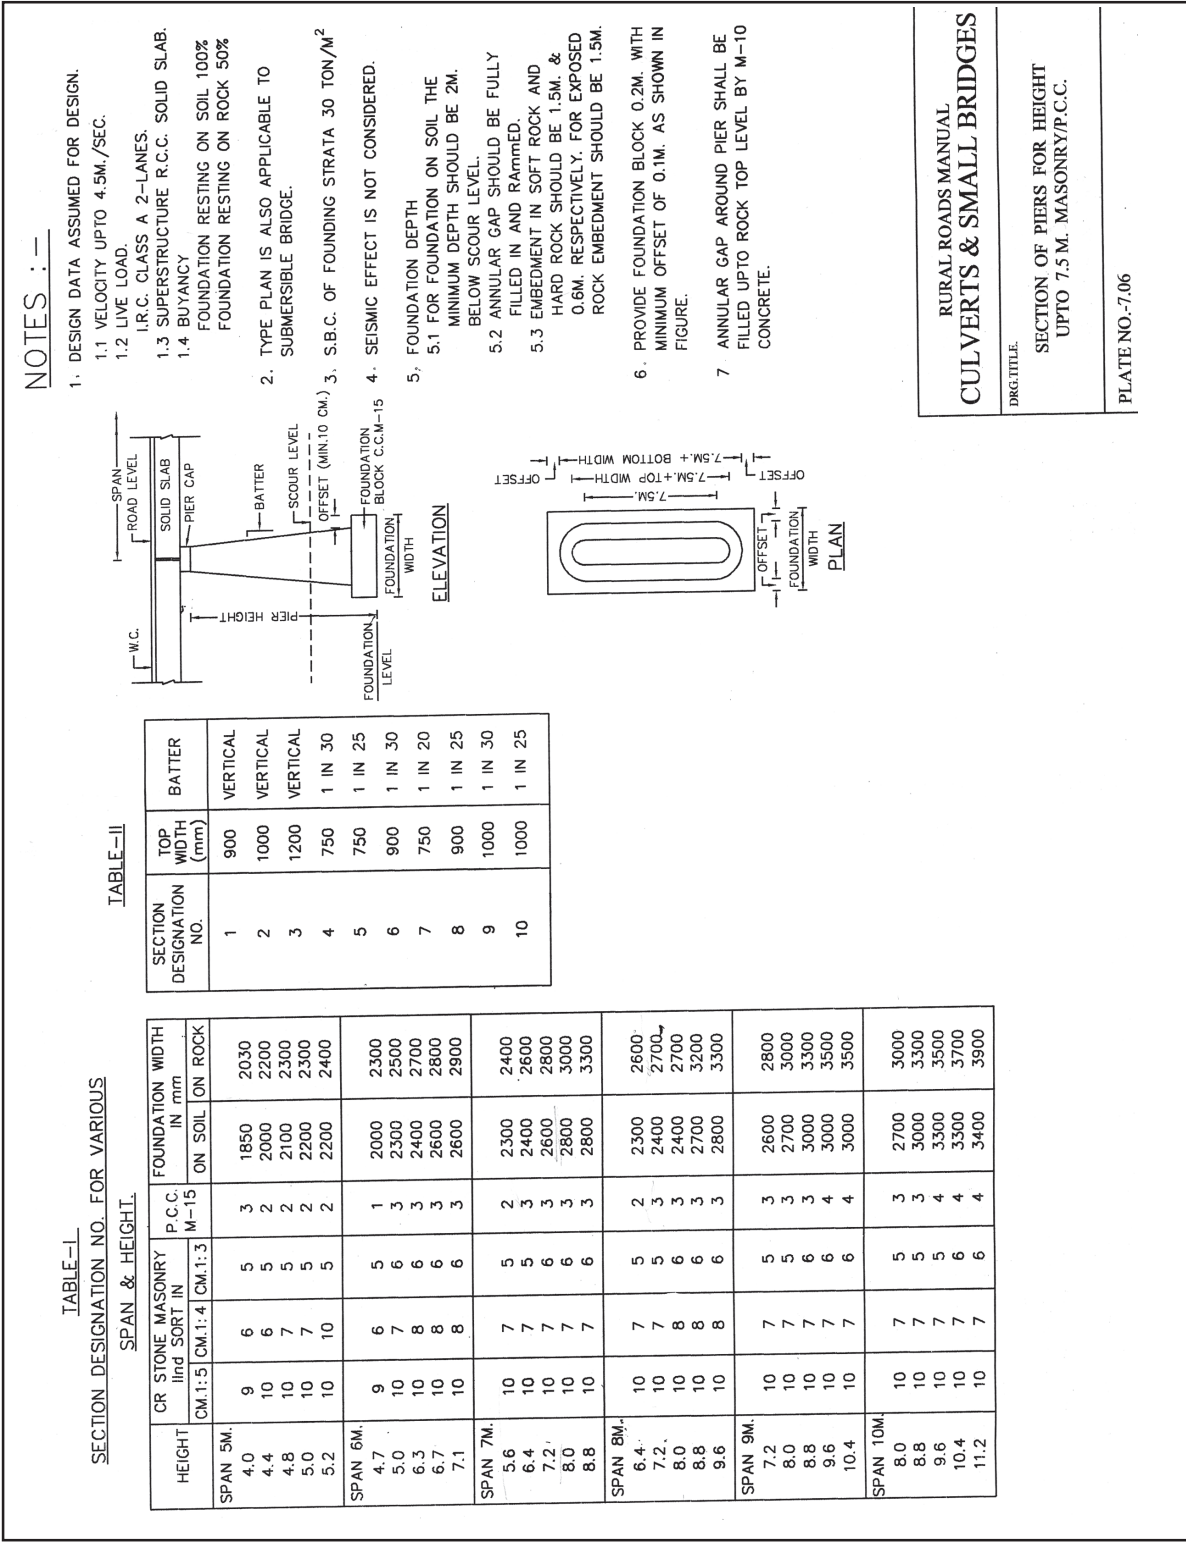 TABLE-I
SECTION DESIGNATION NO. FOR VARIOUS
SPAN & HEIGHT.
HEIGHT | CR STONE MASONRY IInd SORT IN | P.C.C. M-15 | FOUNDATION WIDTH IN mm
CM.1:5 | CM.1:4 | CM.1:3 | ON SOIL | ON ROCK
SPAN 5M.
4.0 9 6 5 3 1850 2030
4.4 10 6 5 2 2000 2200
4.8 10 7 5 2 2100 2300
5.0 10 7 5 2 2200 2300
5.2 10 10 5 2 2200 2400
SPAN 6M.
4.7 9 6 5 1 2000 2300
5.0 10 7 6 3 2300 2500
6.3 10 8 6 3 2400 2700
6.7 10 8 6 3 2600 2800
7.1 10 8 6 3 2600 2900
SPAN 7M.
5.6 10 7 5 2 2300 2400
6.4 10 7 5 3 2400 2600
7.2 10 7 6 3 2600 2800
8.0 10 7 6 3 2800 3000
8.8 10 7 6 3 2800 3300
SPAN 8M.
6.4 10 7 5 2 2300 2600
7.2 10 7 5 3 2400 2700
8.0 10 8 6 3 2400 2700
8.8 10 8 6 3 2700 3200
9.6 10 8 6 3 2800 3300
SPAN 9M.
7.2 10 7 5 3 2600 2800
8.0 10 7 5 3 2700 3000
8.8 10 7 6 3 3000 3300
9.6 10 7 6 4 3000 3500
10.4 10 7 6 4 3000 3500
SPAN 10M.
8.0 10 7 5 3 2700 3000
8.8 10 7 5 3 3000 3300
9.6 10 7 5 4 3300 3500
10.4 10 7 6 4 3300 3700
11.2 10 7 6 4 3400 3900
TABLE-II
SECTION DESIGNATION NO. | TOP WIDTH (mm) | BATTER
1 900 VERTICAL
2 1000 VERTICAL
3 1200 VERTICAL
4 750 1 IN 30
5 750 1 IN 25
6 900 1 IN 30
7 750 1 IN 20
8 900 1 IN 25
9 1000 1 IN 30
10 1000 1 IN 25
W.C.
SPAN
ROAD LEVEL
SOLID SLAB
PIER CAP
BATTER
SCOUR LEVEL
OFFSET (MIN.10 CM.)
FOUNDATION
BLOCK C.C.M-15
PIER HEIGHT
FOUNDATION
LEVEL
FOUNDATION
WIDTH
ELEVATION
OFFSET
7.5M.
7.5M.+TOP WIDTH
7.5M.+ BOTTOM WIDTH
OFFSET
OFFSET
FOUNDATION
WIDTH
PLAN
NOTES :-
1. DESIGN DATA ASSUMED FOR DESIGN.
1.1 VELOCITY UPTO 4.5M./SEC.
1.2 LIVE LOAD.
I.R.C. CLASS A 2-LANES.
1.3 SUPERSTRUCTURE R.C.C. SOLID SLAB.
1.4 BUYANCY
FOUNDATION RESTING ON SOIL 100%
FOUNDATION RESTING ON ROCK 50%
2. TYPE PLAN IS ALSO APPLICABLE TO
SUBMERSIBLE BRIDGE.
3. S.B.C. OF FOUNDING STRATA 30 TON/M2
4. SEISMIC EFFECT IS NOT CONSIDERED.
5. FOUNDATION DEPTH
5.1 FOR FOUNDATION ON SOIL THE
MINIMUM DEPTH SHOULD BE 2M.
BELOW SCOUR LEVEL.
5.2 ANNULAR GAP SHOULD BE FULLY
FILLED IN AND RAmmED.
5.3 EMBEDMENT IN SOFT ROCK AND
HARD ROCK SHOULD BE 1.5M. &
0.6M. RESPECTIVELY. FOR EXPOSED
ROCK EMBEDMENT SHOULD BE 1.5M.
6. PROVIDE FOUNDATION BLOCK 0.2M. WITH
MINIMUM OFFSET OF 0.1M. AS SHOWN IN
FIGURE.
7 ANNULAR GAP AROUND PIER SHALL BE
FILLED UPTO ROCK TOP LEVEL BY M-10
CONCRETE.
RURAL ROADS MANUAL
CULVERTS & SMALL BRIDGES
DRG.TITLE.
SECTION OF PIERS FOR HEIGHT
UPTO 7.5 M. MASONRY/P.C.C.
PLATE NO.-7.06